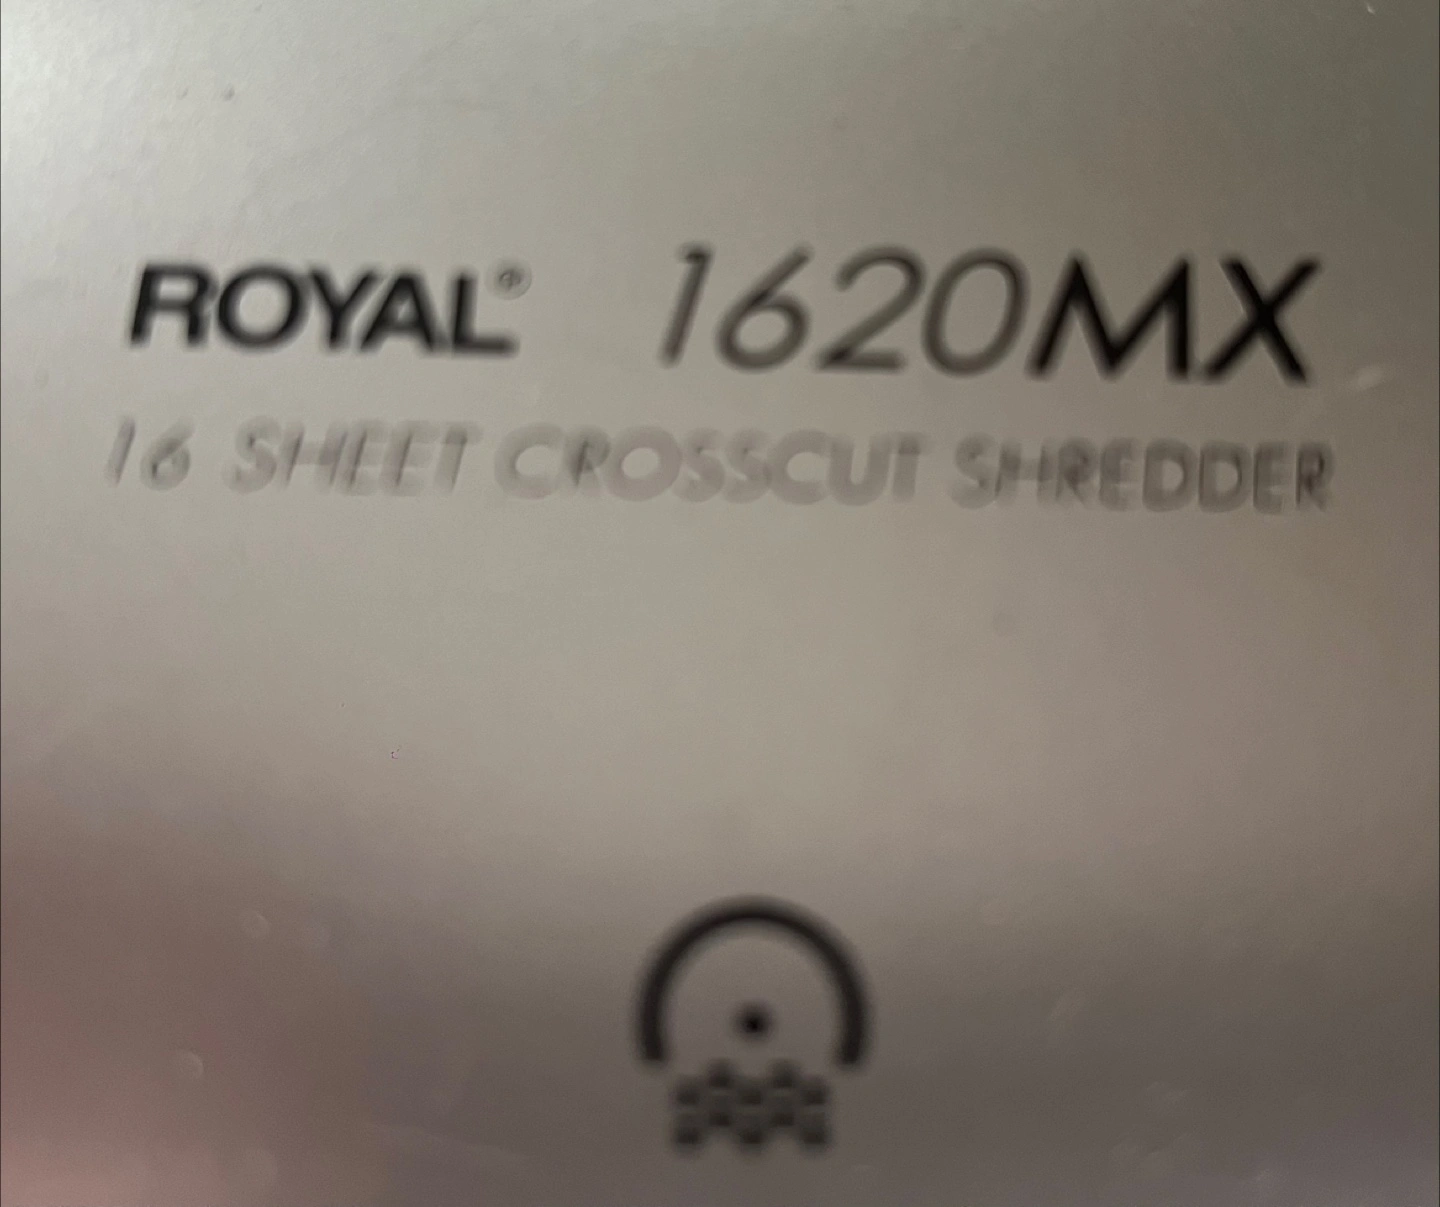 ROYAL® 1620MX
16 SHEET CROSSCUT SHREDDER